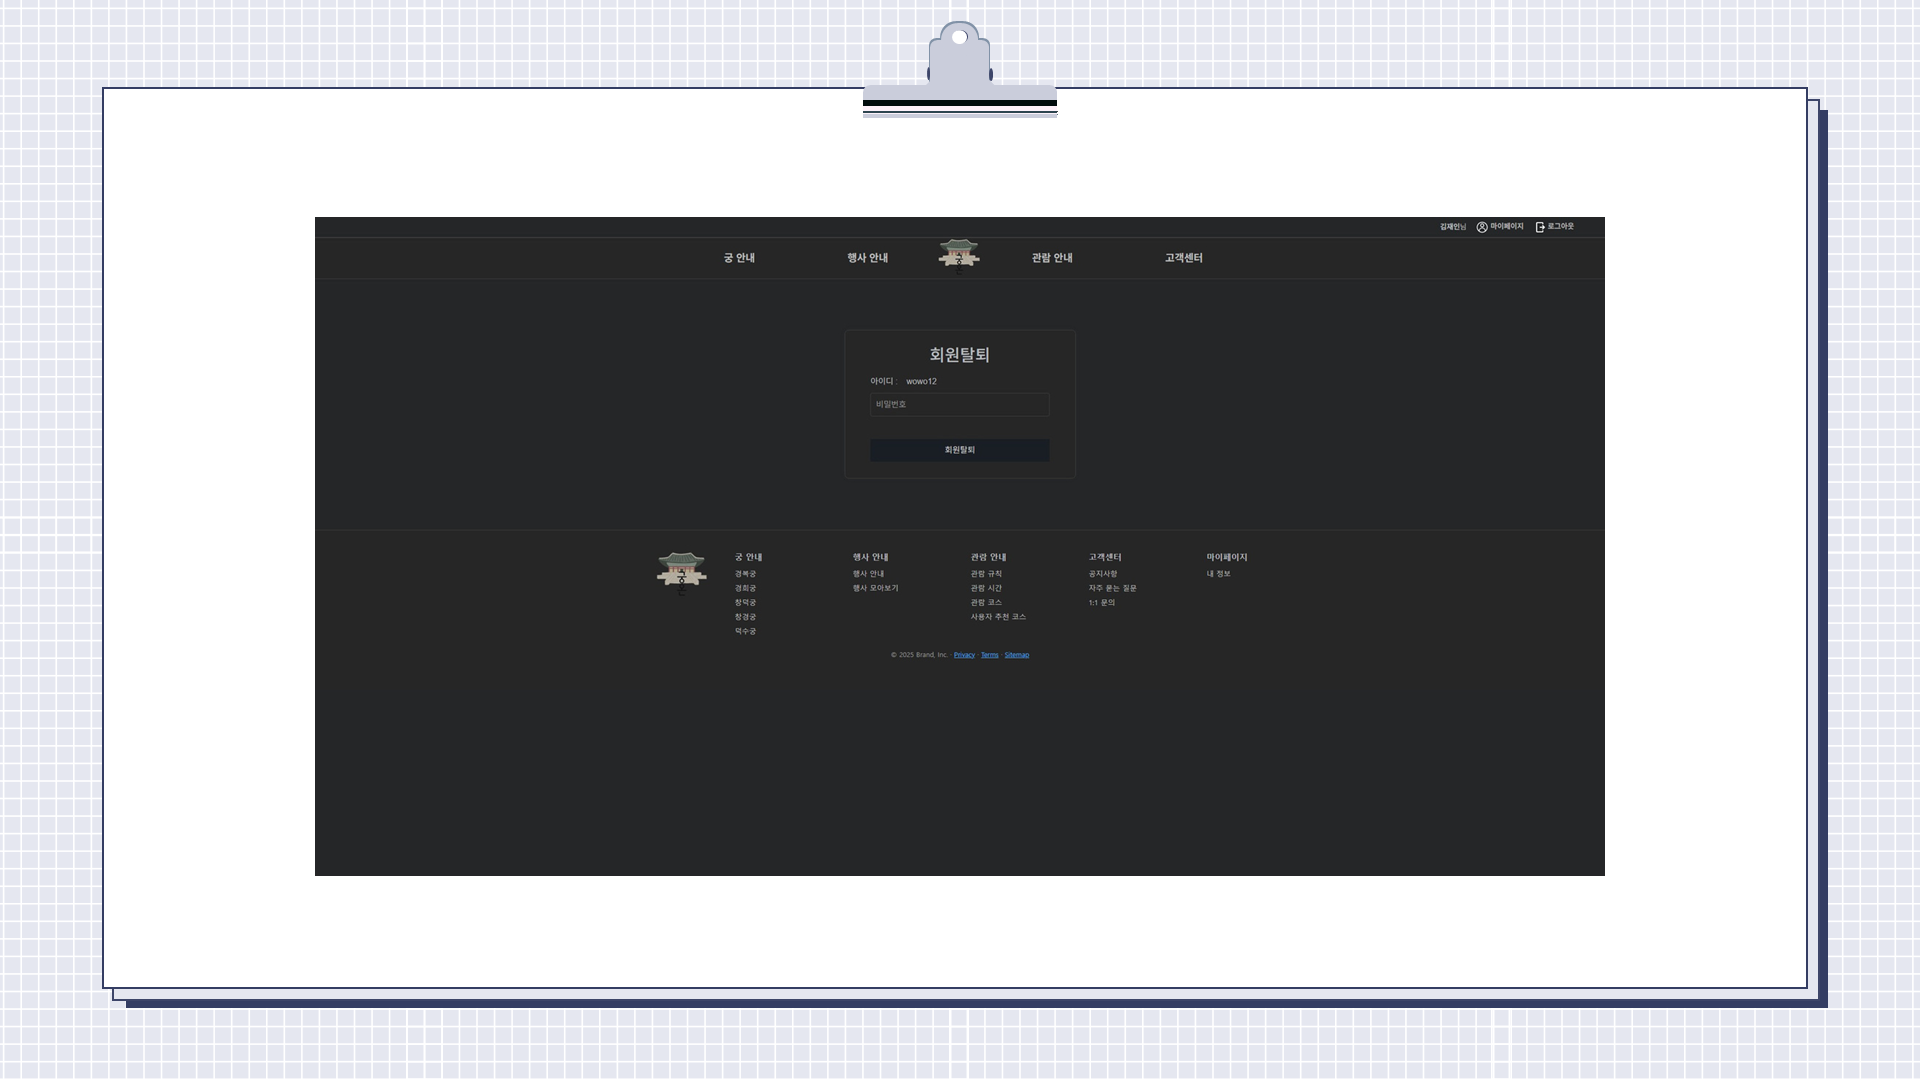 김재인님 마이페이지 로그아웃
궁 안내 행사 안내 궁온 관람 안내 고객센터
회원탈퇴
아이디 : wowo12
비밀번호
회원탈퇴
궁온
궁 안내
경복궁
경희궁
창덕궁
창경궁
덕수궁
행사 안내
행사 안내
행사 모아보기
관람 안내
관람 규칙
관람 시간
관람 코스
사용자 추천 코스
고객센터
공지사항
자주 묻는 질문
1:1 문의
마이페이지
내 정보
© 2025 Brand, Inc. · Privacy · Terms · Sitemap